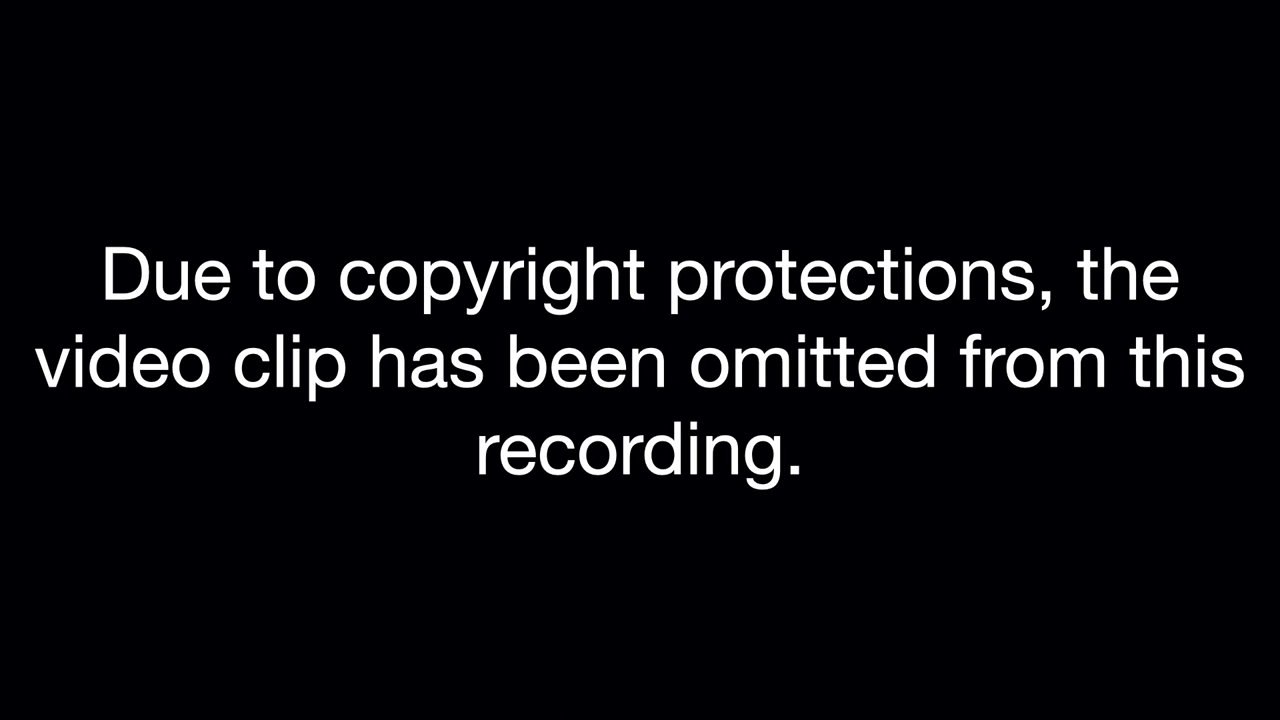 Due to copyright protections, the
video clip has been omitted from this
recording.